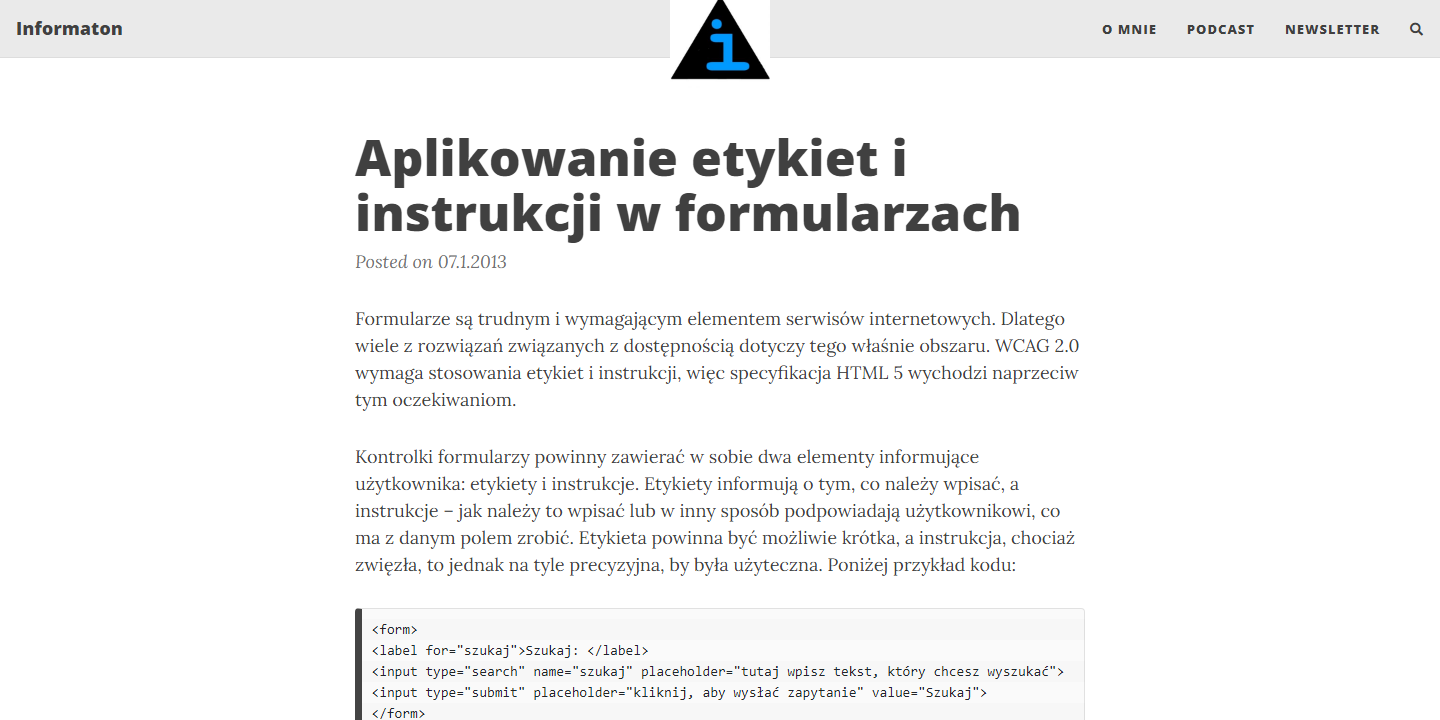 Informaton
i
O MNIE
PODCAST
NEWSLETTER
Aplikowanie etykiet i
instrukcji w formularzach
Posted on 07.1.2013
Formularze są trudnym i wymagającym elementem serwisów internetowych. Dlatego
wiele z rozwiązań związanych z dostępnością dotyczy tego właśnie obszaru. WCAG 2.0
wymaga stosowania etykiet i instrukcji, więc specyfikacja HTML 5 wychodzi naprzeciw
tym oczekiwaniom.
Kontrolki formularzy powinny zawierać w sobie dwa elementy informujące
użytkownika: etykiety i instrukcje. Etykiety informują o tym, co należy wpisać, a
instrukcje – jak należy to wpisać lub w inny sposób podpowiadają użytkownikowi, co
ma z danym polem zrobić. Etykieta powinna być możliwie krótka, a instrukcja, chociaż
zwięzła, to jednak na tyle precyzyjna, by była użyteczna. Poniżej przykład kodu:
<form>
<label for="szukaj">Szukaj: </label>
<input type="search" name="szukaj" placeholder="tutaj wpisz tekst, który chcesz wyszukać">
<input type="submit" placeholder="kliknij, aby wysłać zapytanie" value="Szukaj">
</form>